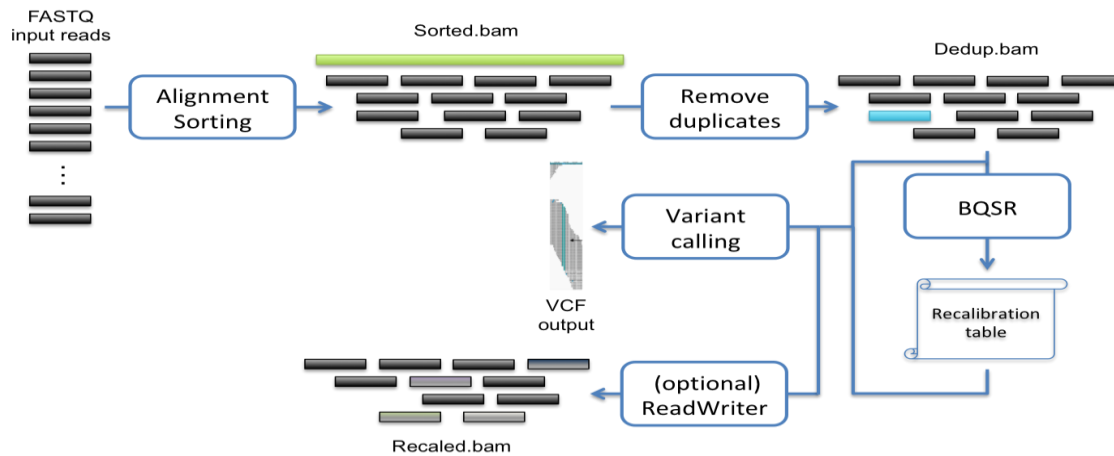 FASTQ
input reads
Sorted.bam
Dedup.bam
Alignment
Sorting
Remove
duplicates
BQSR
Variant
calling
Recalibration
table
VCF
output
(optional)
ReadWriter
Recaled.bam